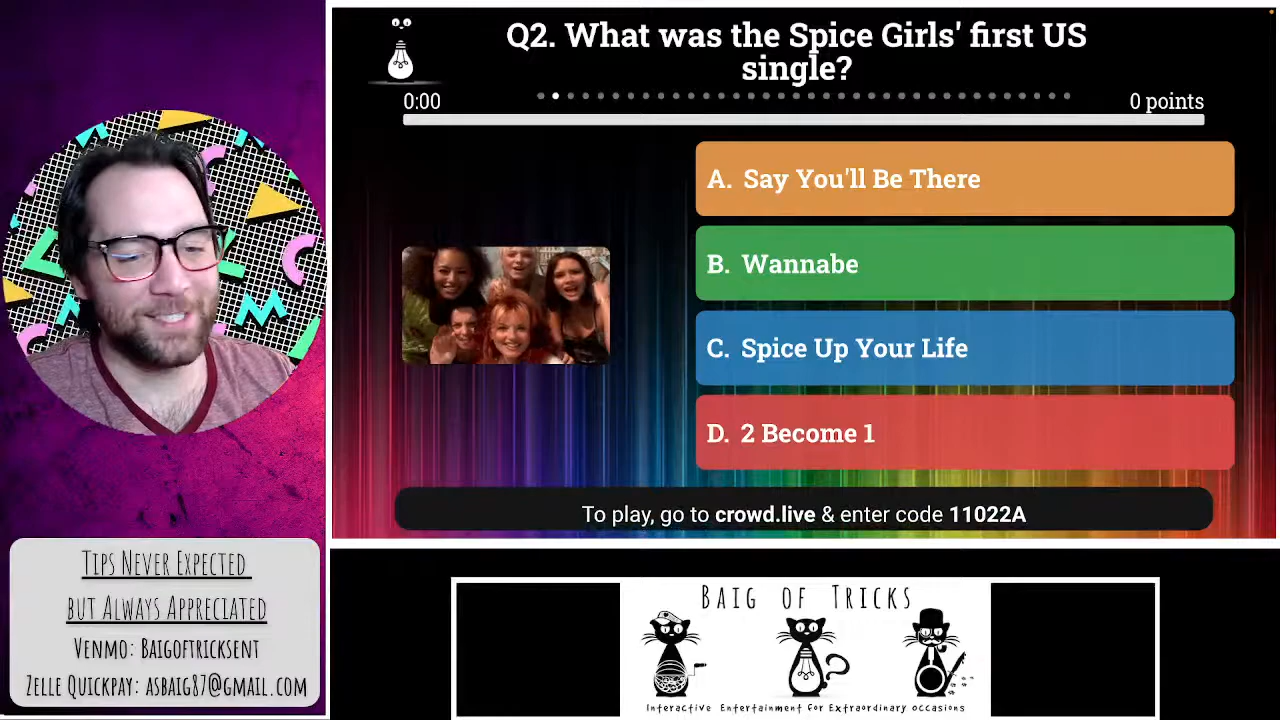 Q2. What was the Spice Girls' first US
single?
0:00
0 points
A. Say You'll Be There
B. Wannabe
C. Spice Up Your Life
D. 2 Become 1
To play, go to crowd.live & enter code 11022A
Tips Never Expected
but Always Appreciated
Venmo: Baigoftricksent
Zelle Quickpay: asbaig87@gmail.com
Baig of Tricks
Interactive Entertainment for Extraordinary Occasions